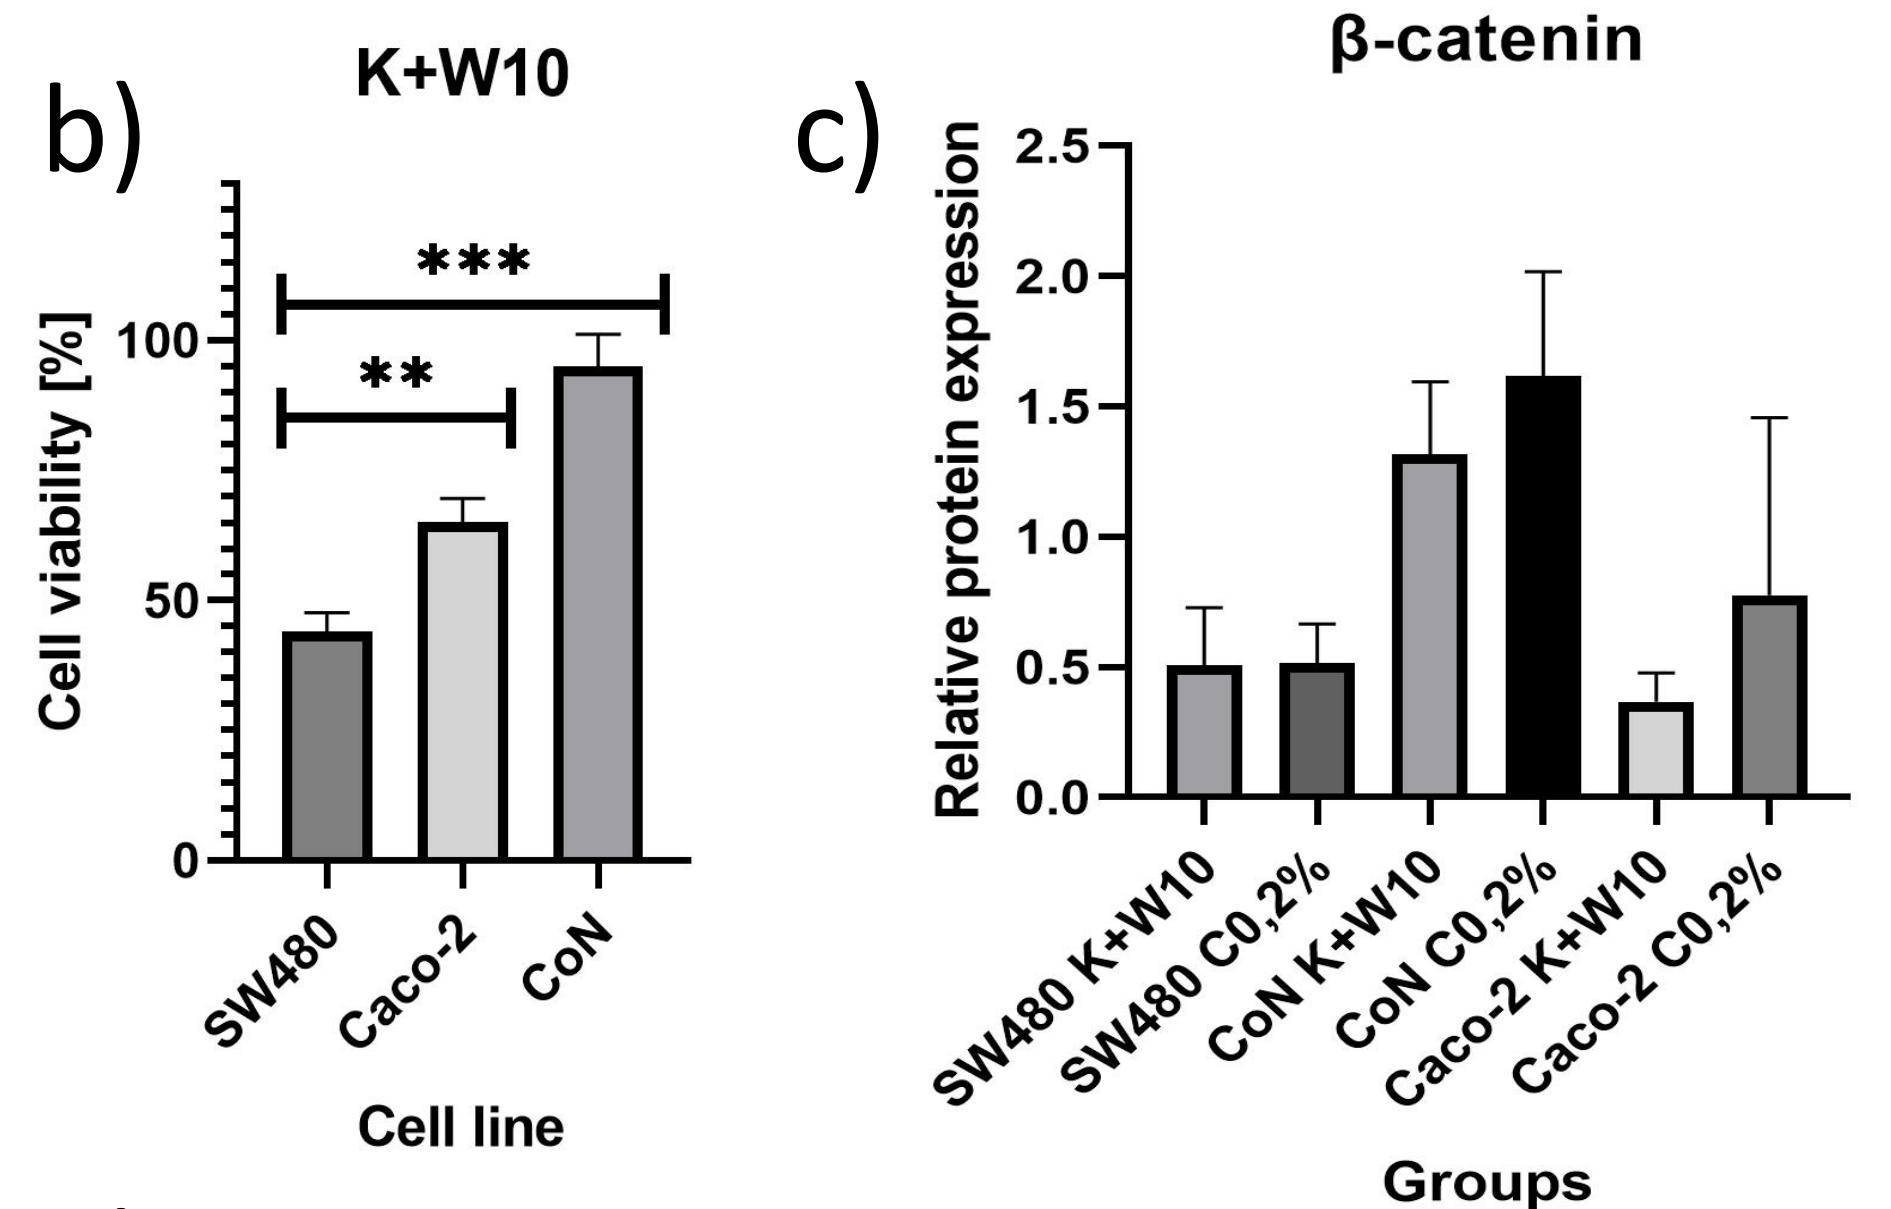 b)
K+W10
Cell viability [%]
100
50
0
***
**
SW480
Caco-2
CoN
Cell line
c)
β-catenin
Relative protein expression
2.5
2.0
1.5
1.0
0.5
0.0
SW480 K+W10
SW480 C0,2%
CoN K+W10
CoN C0,2%
Caco-2 K+W10
Caco-2 C0,2%
Groups